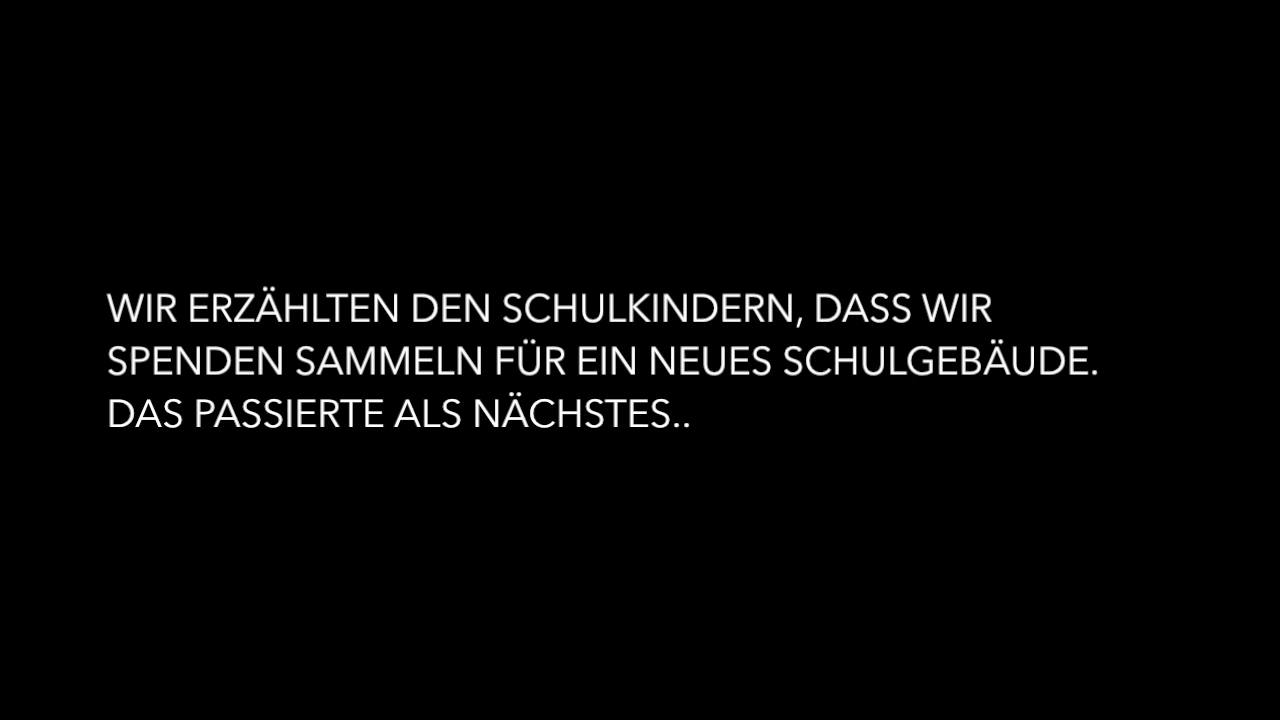 WIR ERZÄHLTEN DEN SCHULKINDERN, DASS WIR
SPENDEN SAMMELN FÜR EIN NEUES SCHULGEBÄUDE.
DAS PASSIERTE ALS NÄCHSTES..